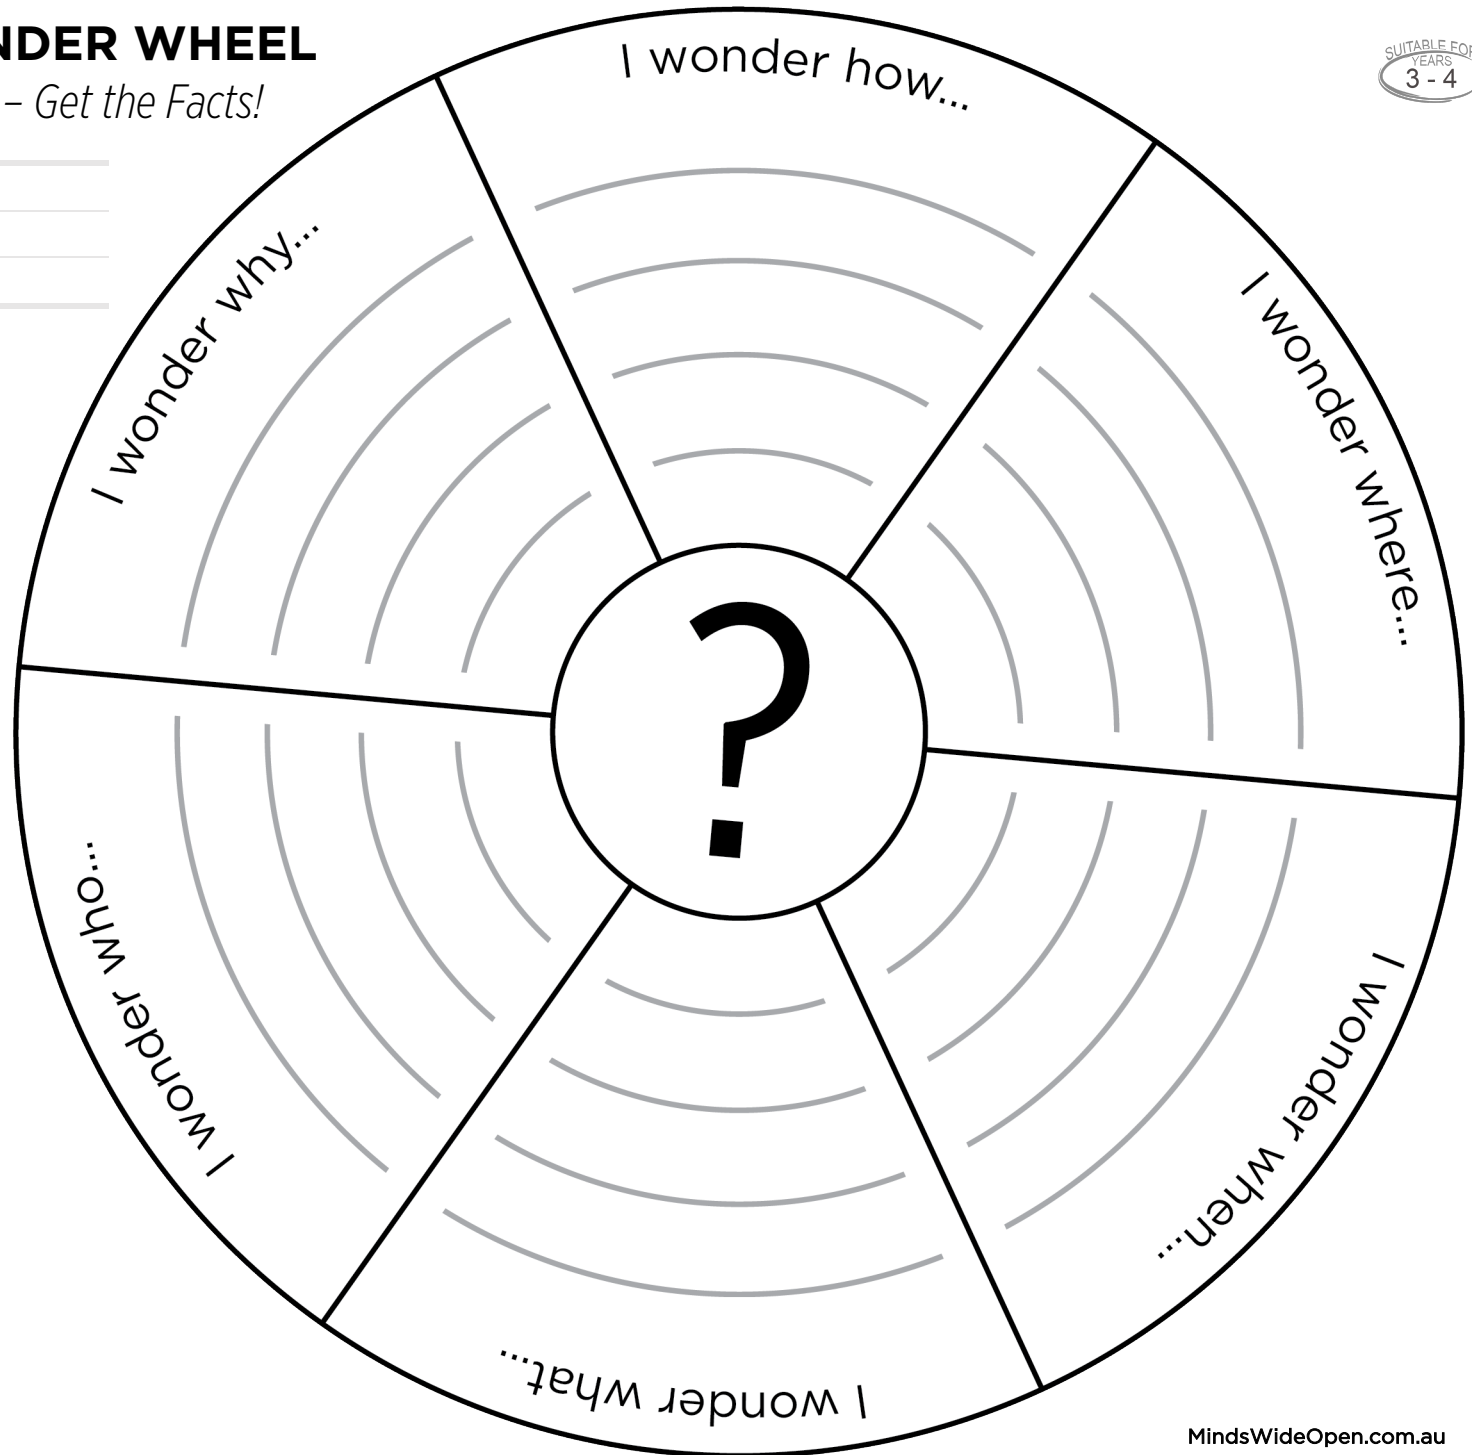 NDER WHEEL
– Get the Facts!
SUITABLE FOR
YEARS
3 - 4
I wonder how...
I wonder where...
I wonder when...
I wonder what...
I wonder who...
I wonder why...
?
MindsWideOpen.com.au